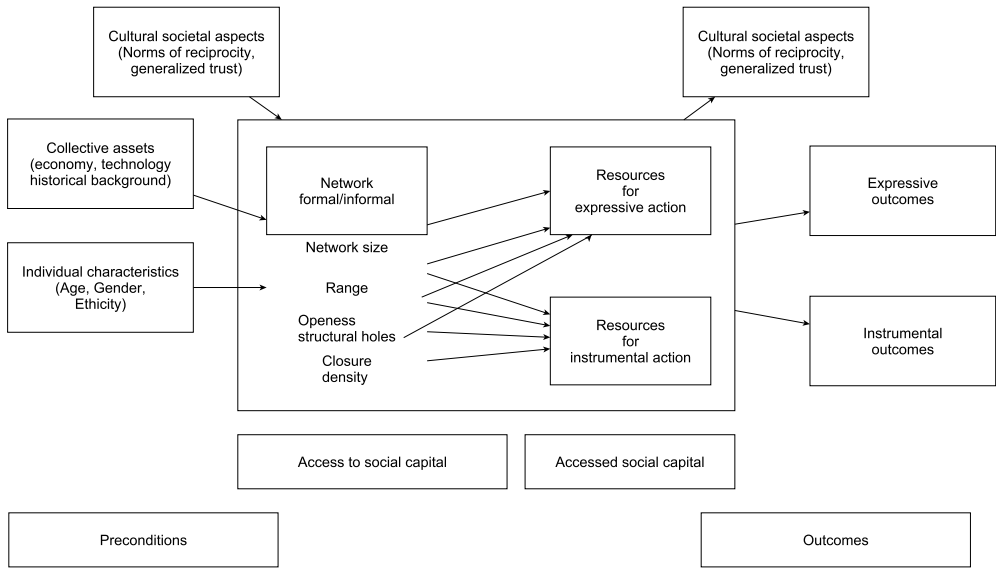 Cultural societal aspects
(Norms of reciprocity,
generalized trust)
Cultural societal aspects
(Norms of reciprocity,
generalized trust)
Collective assets
(economy, technology
historical background)
Network
formal/informal
Resources
for
expressive action
Expressive
outcomes
Network size
Individual characteristics
(Age, Gender,
Ethicity)
Range
Openess
structural holes
Closure
density
Resources
for
instrumental action
Instrumental
outcomes
Access to social capital
Accessed social capital
Preconditions
Outcomes